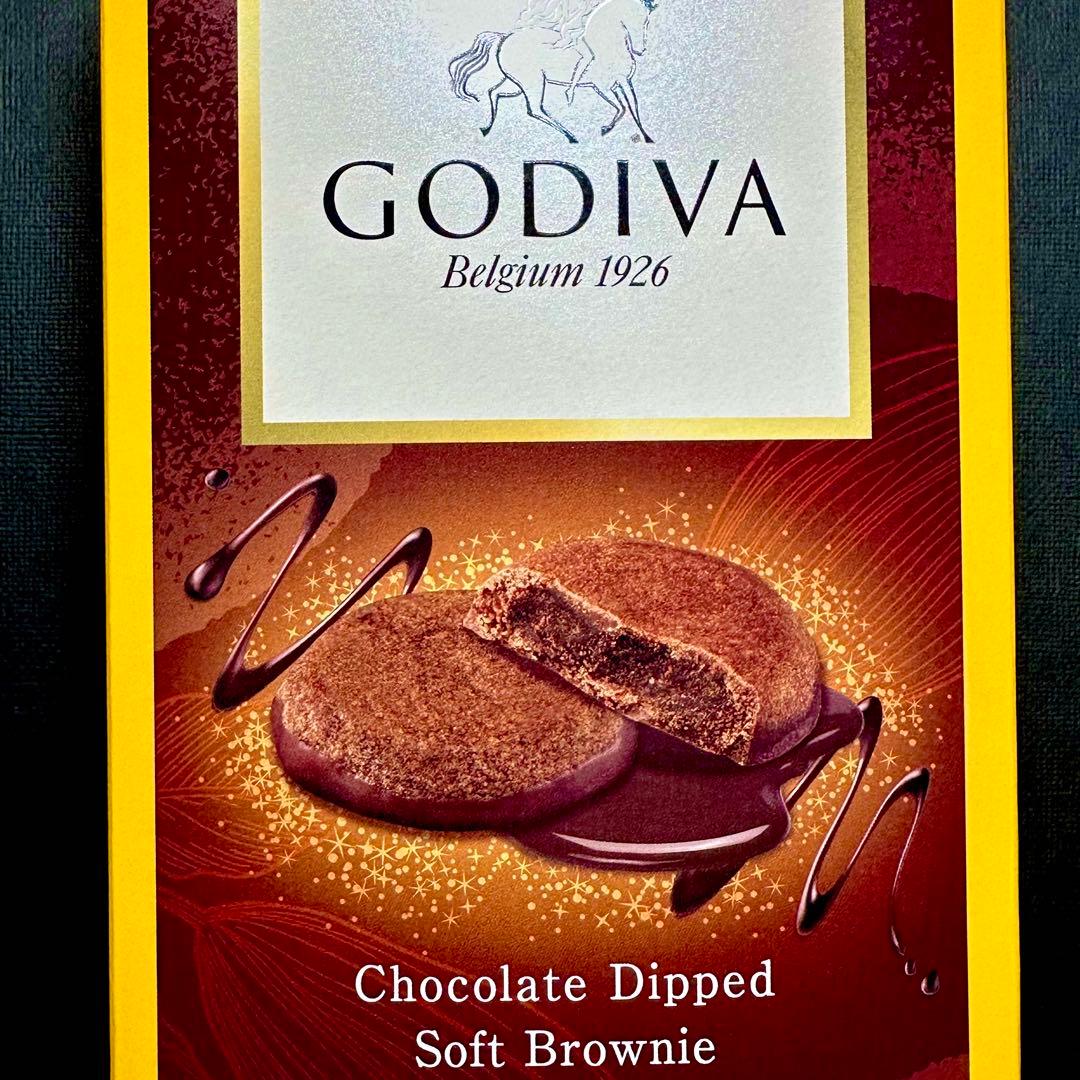 GODIVA
Belgium 1926
Chocolate Dipped
Soft Brownie